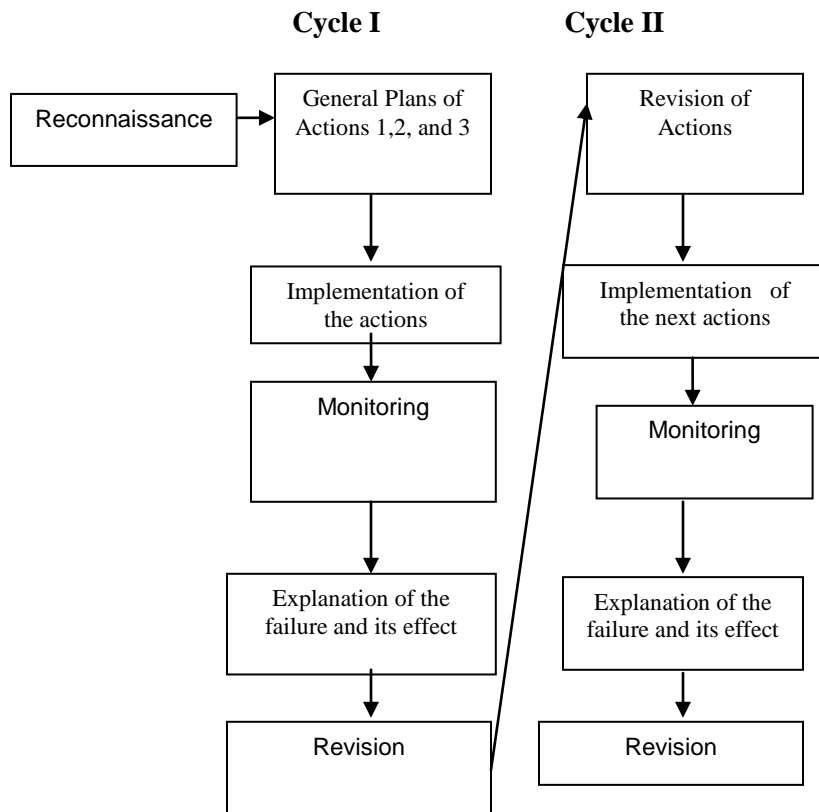 Cycle I
Cycle II
Reconnaissance
General Plans of
Actions 1,2, and 3
Implementation of
the actions
Monitoring
Explanation of the
failure and its effect
Revision
Revision of
Actions
Implementation of
the next actions
Monitoring
Explanation of the
failure and its effect
Revision